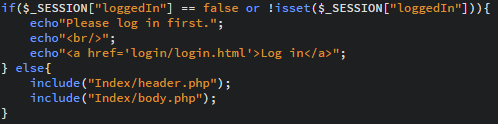 if($_SESSION["loggedIn"] == false or !isset($_SESSION["loggedIn"])){
    echo"Please log in first.";
    echo"<br/>";
    echo"<a href='login/login.html'>Log in</a>";
} else{
    include("Index/header.php");
    include("Index/body.php");
}